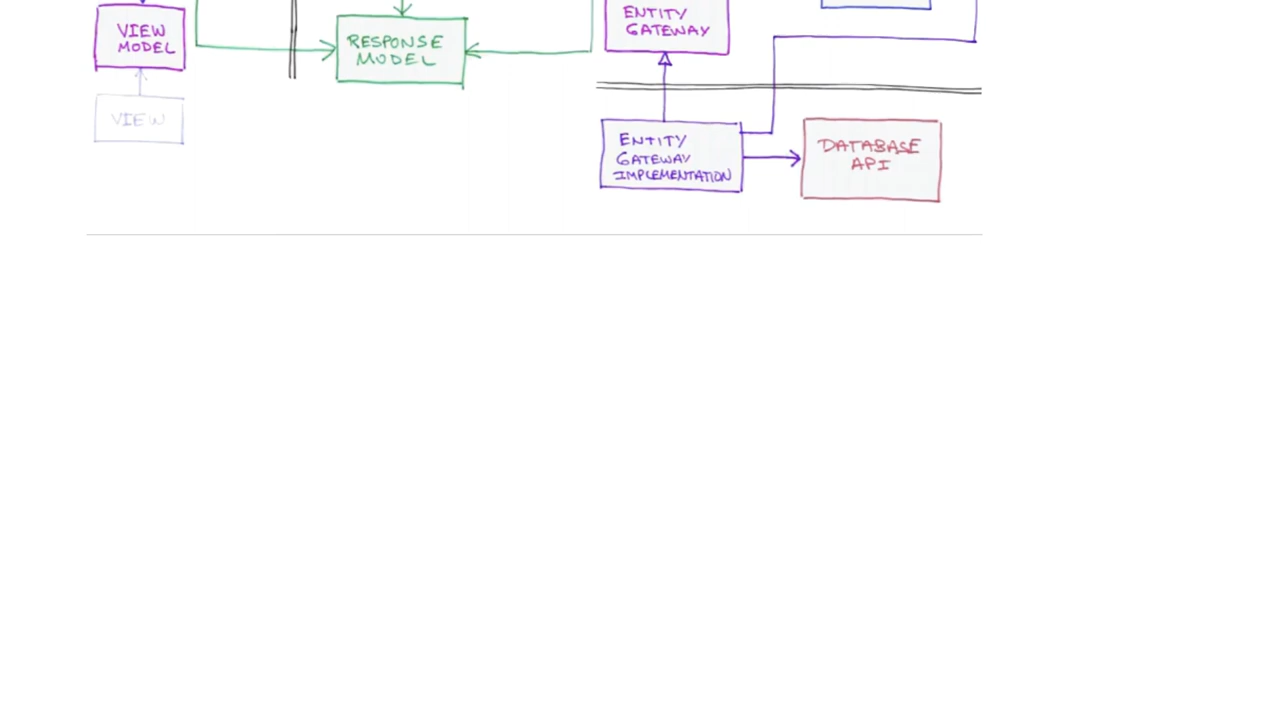 VIEW
MODEL
RESPONSE
MODEL
ENTITY
GATEWAY
VIEW
ENTITY
GATEWAY
IMPLEMENTATION
DATABASE
API